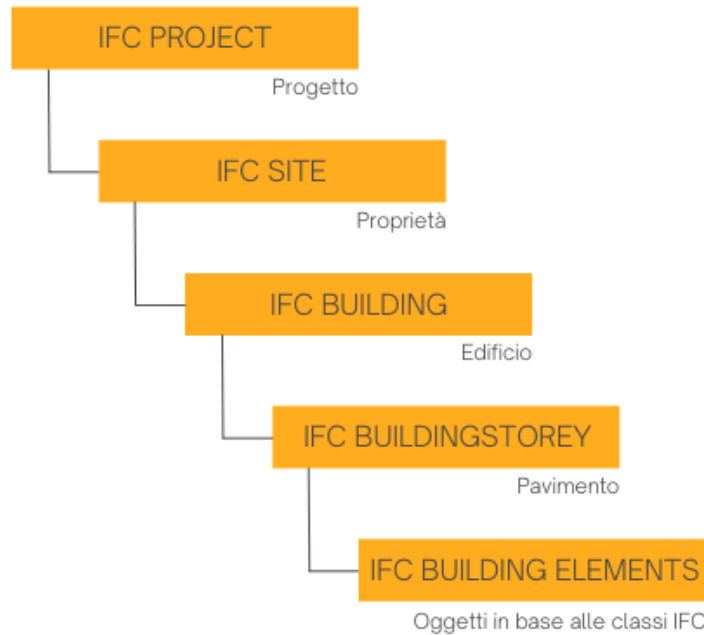 IFC PROJECT
Progetto
IFC SITE
Proprietà
IFC BUILDING
Edificio
IFC BUILDINGSTOREY
Pavimento
IFC BUILDING ELEMENTS
Oggetti in base alle classi IFC